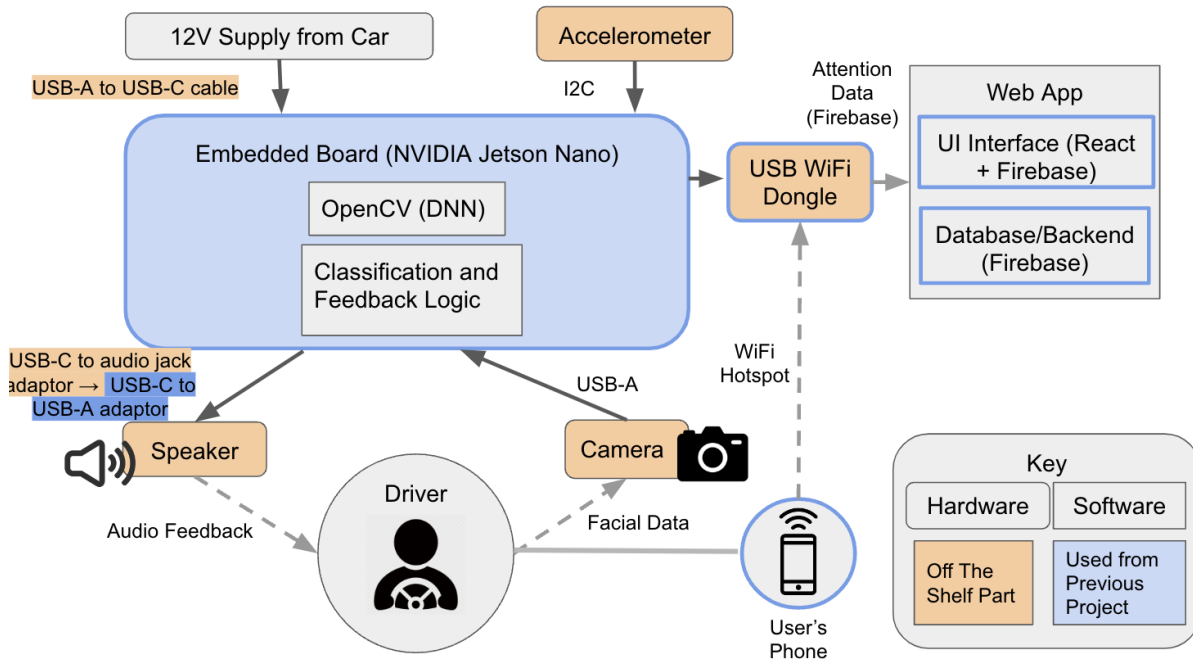 12V Supply from Car
Accelerometer
USB-A to USB-C cable
I2C
Attention
Data
(Firebase)
Web App
UI Interface (React
+ Firebase)
Database/Backend
(Firebase)
Embedded Board (NVIDIA Jetson Nano)
OpenCV (DNN)
Classification and
Feedback Logic
USB WiFi
Dongle
WiFi
Hotspot
USB-C to audio jack
adaptor → USB-C to
USB-A adaptor
USB-A
Speaker
Camera
Driver
Audio Feedback
Facial Data
User's
Phone
Key
Hardware
Software
Off The
Shelf Part
Used from
Previous
Project